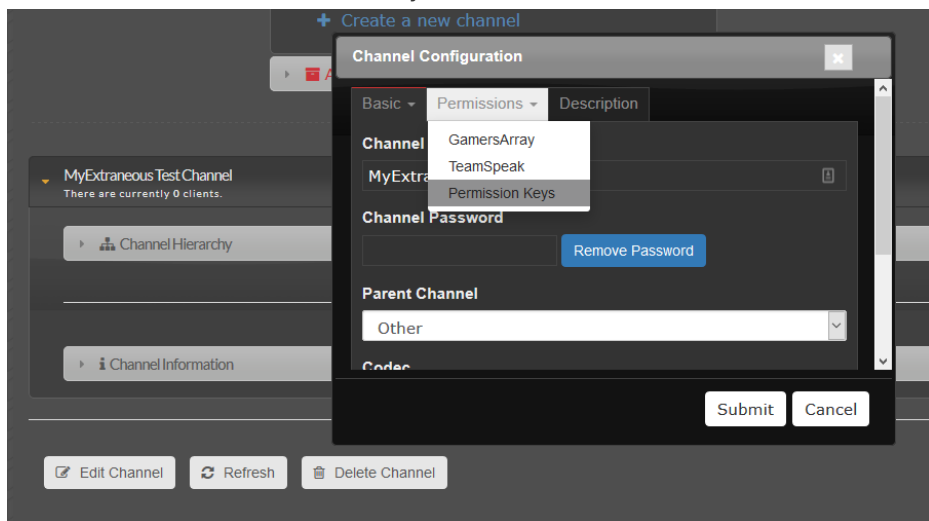 Create a new channel
Channel Configuration
A
Basic
Permissions
Description
GamersArray
TeamSpeak
Permission Keys
Channel
MyExtra
Channel Password
Remove Password
Parent Channel
Other
Codec
Submit
Cancel
MyExtraneous Test Channel
There are currently 0 clients.
Channel Hierarchy
Channel Information
Edit Channel
Refresh
Delete Channel